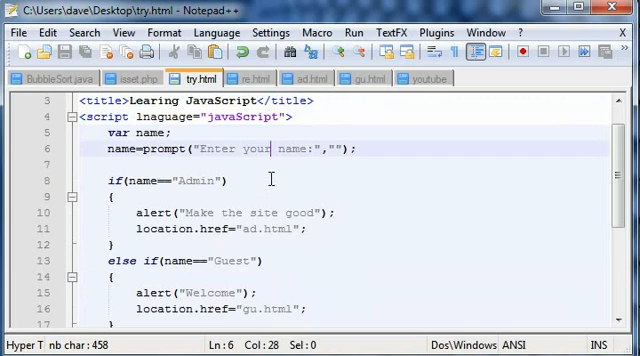 C:\Users\dave\Desktop\try.html - Notepad++
File Edit Search View Format Language Settings Macro Run TextFX Plugins Window ? X
BubbleSort.java isset.php try.html re.html ad.html gu.html youtube
3 <title>Learing JavaScript</title>
4 <script lnaguage="javaScript">
5 var name;
6 name=prompt("Enter your name:","");
7
8 if(name=="Admin")
9 {
10 alert("Make the site good");
11 location.href="ad.html";
12 }
13 else if(name=="Guest")
14 {
15 alert("Welcome");
16 location.href="gu.html";
17 }
Hyper T nb char : 458 Ln : 6 Col : 28 Sel : 0 Dos\Windows ANSI INS